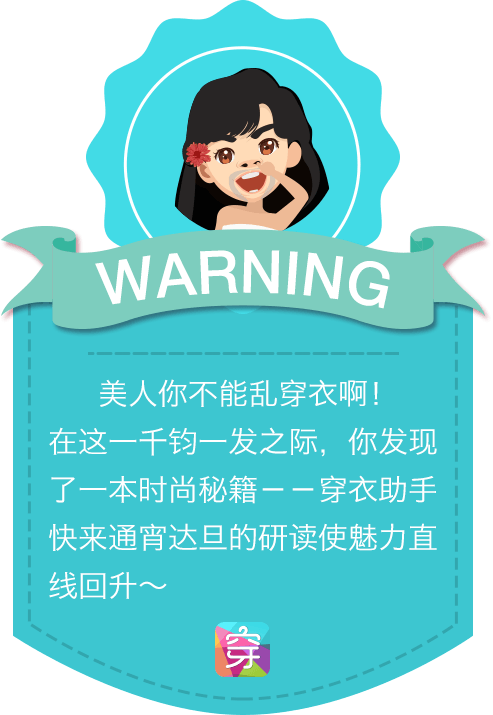 WARNING
美人你不能乱穿衣啊！
在这一千钧一发之际，你发现
了一本时尚秘籍－－穿衣助手
快来通宵达旦的研读使魅力直
线回升～
穿